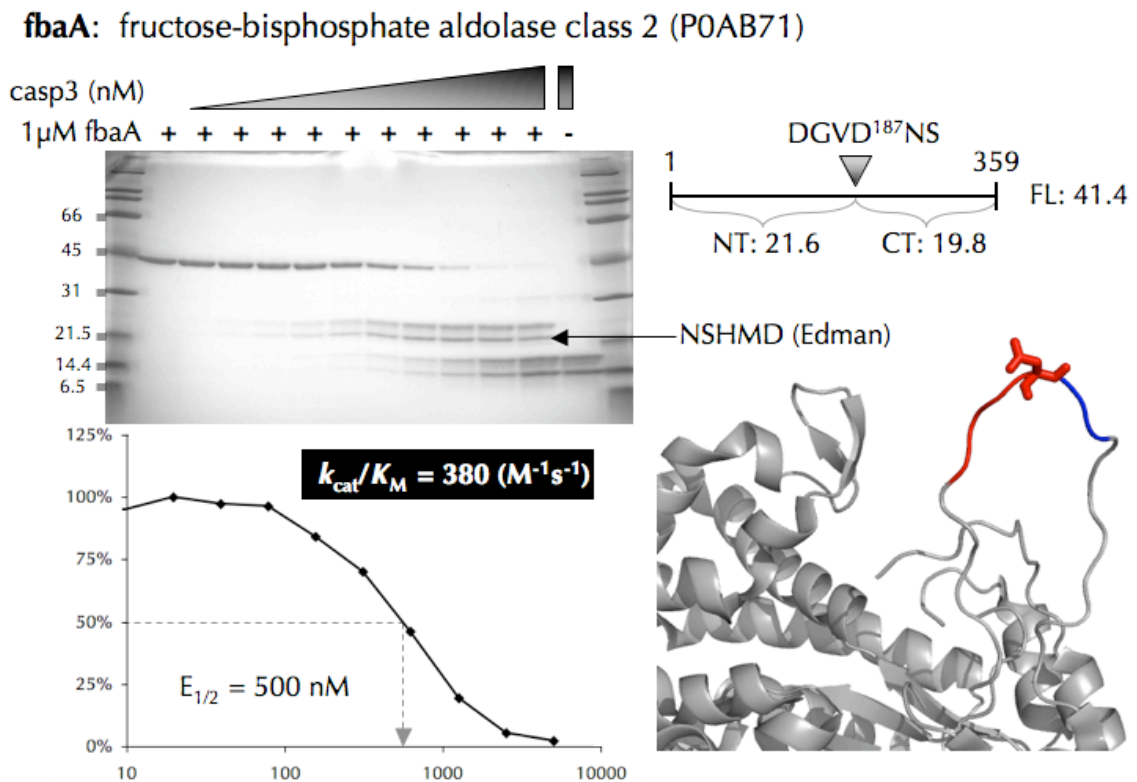 fbaA: fructose-bisphosphate aldolase class 2 (P0AB71)
casp3 (nM)
1µM fbaA + + + + + + + + + + + -
66
45
31
21.5
14.4
6.5
DGVD¹⁸⁷NS
1 359
FL: 41.4
NT: 21.6 CT: 19.8
NSHMD (Edman)
125%
100%
75%
50%
25%
0%
k_cat/K_M = 380 (M⁻¹s⁻¹)
E₁/₂ = 500 nM
10 100 1000 10000